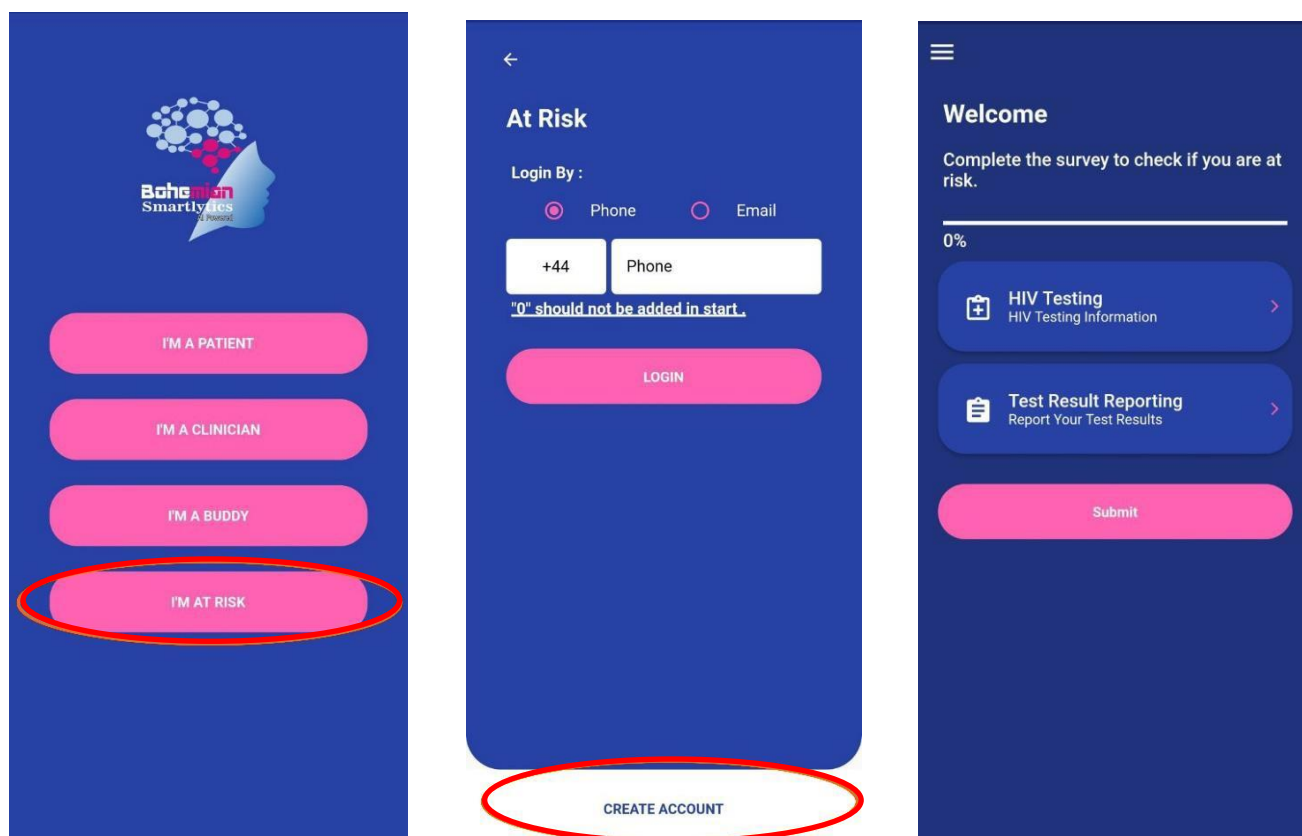 Bohemian
Smartlytics
AI Powered
I'M A PATIENT
I'M A CLINICIAN
I'M A BUDDY
I'M AT RISK
At Risk
Login By :
Phone
Email
+44
Phone
"0" should not be added in start .
LOGIN
CREATE ACCOUNT
Welcome
Complete the survey to check if you are at
risk.
0%
HIV Testing
HIV Testing Information
Test Result Reporting
Report Your Test Results
Submit